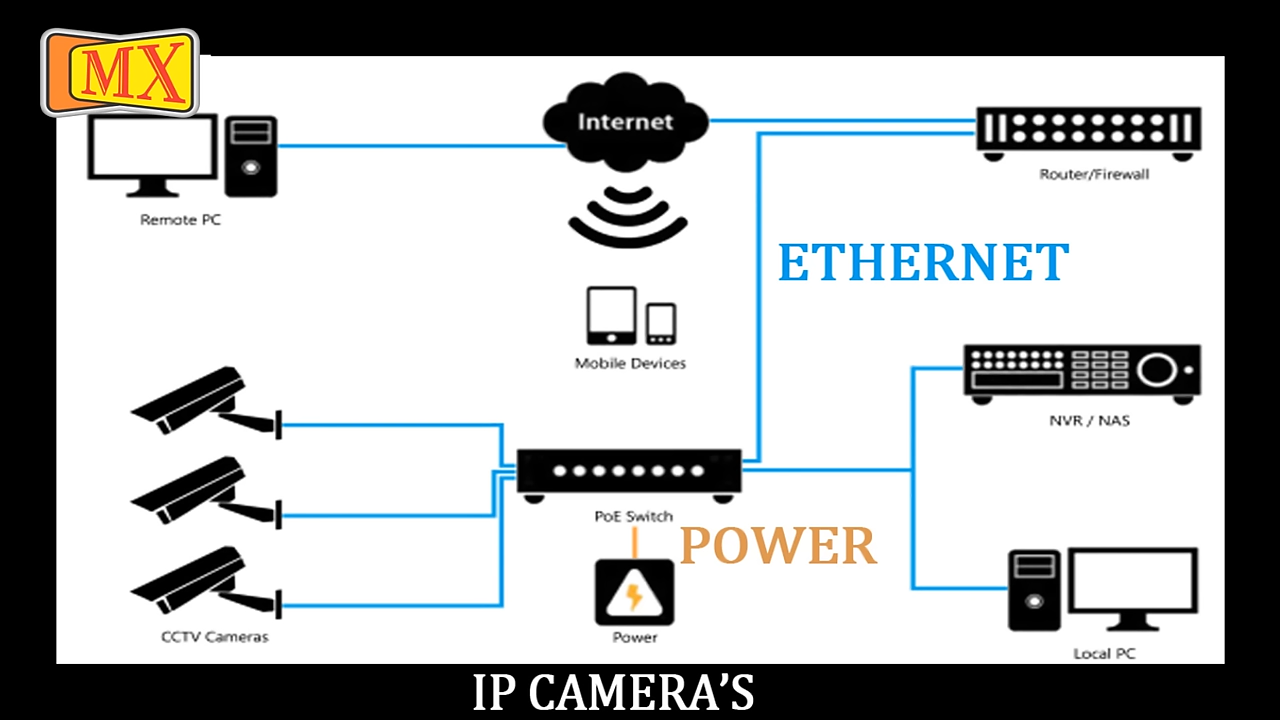 MX
Internet
Router/Firewall
Remote PC
ETHERNET
Mobile Devices
NVR / NAS
PoE Switch
POWER
CCTV Cameras
Power
Local PC
IP CAMERA’S